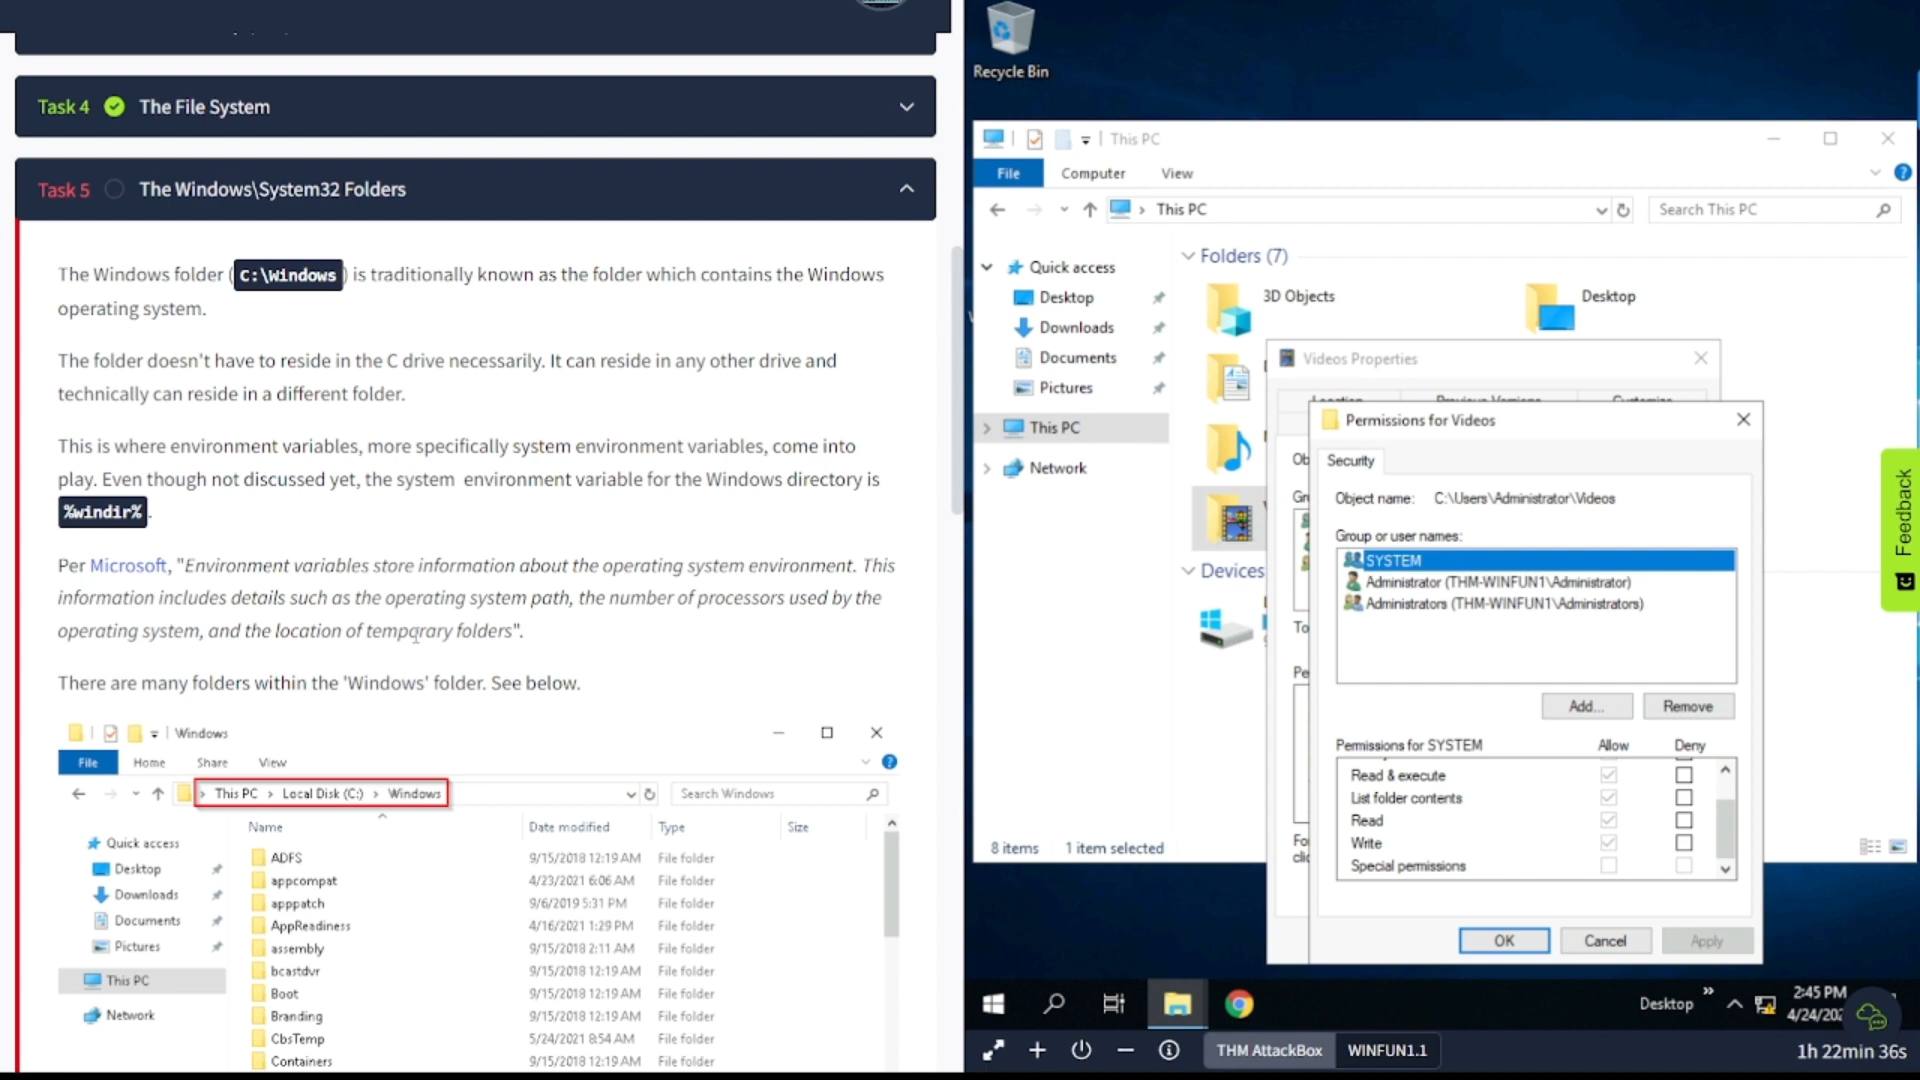 Task 4 The File System
Task 5 The Windows\System32 Folders
The Windows folder (C:\Windows) is traditionally known as the folder which contains the Windows
operating system.
The folder doesn't have to reside in the C drive necessarily. It can reside in any other drive and
technically can reside in a different folder.
This is where environment variables, more specifically system environment variables, come into
play. Even though not discussed yet, the system environment variable for the Windows directory is
%windir%.
Per Microsoft, "Environment variables store information about the operating system environment. This
information includes details such as the operating system path, the number of processors used by the
operating system, and the location of temporary folders".
There are many folders within the 'Windows' folder. See below.
Windows
File Home Share View
This PC > Local Disk (C:) > Windows
Search Windows
Name Date modified Type Size
Quick access
Desktop
Downloads
Documents
Pictures
This PC
Network
ADFS 9/15/2018 12:19 AM File folder
appcompat 4/23/2021 6:06 AM File folder
apppatch 9/6/2019 5:31 PM File folder
AppReadiness 4/16/2021 1:29 PM File folder
assembly 9/15/2018 2:11 AM File folder
bcastdvr 9/15/2018 12:19 AM File folder
Boot 9/15/2018 12:19 AM File folder
Branding 9/15/2018 12:19 AM File folder
CbsTemp 5/24/2021 8:54 AM File folder
Containers 9/15/2018 12:19 AM File folder
Recycle Bin
This PC
File Computer View
This PC
Search This PC
Quick access
Desktop
Downloads
Documents
Pictures
This PC
Network
Folders (7)
3D Objects
Desktop
Devices
8 items 1 item selected
Videos Properties
Location Previous Versions Customize
Ob
Gr
To
Pe
Fo
clic
Permissions for Videos
Security
Object name: C:\Users\Administrator\Videos
Group or user names:
SYSTEM
Administrator (THM-WINFUN1\Administrator)
Administrators (THM-WINFUN1\Administrators)
Add... Remove
Permissions for SYSTEM Allow Deny
Read & execute
List folder contents
Read
Write
Special permissions
OK Cancel Apply
Feedback
Desktop
2:45 PM
4/24/202
THM AttackBox WINFUN1.1
1h 22min 36s